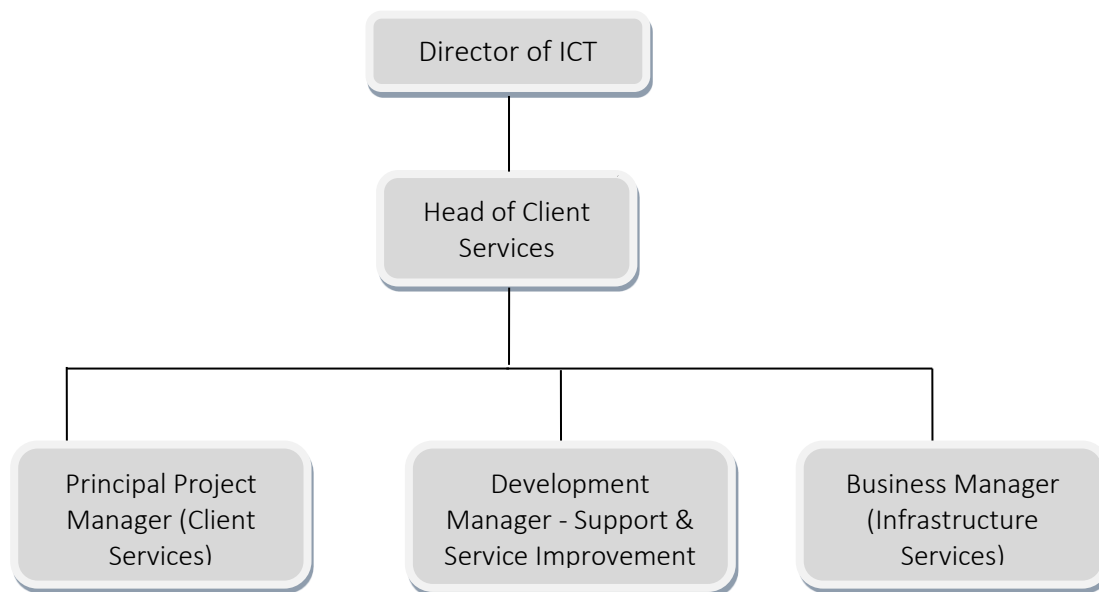 Director of ICT
Head of Client
Services
Principal Project
Manager (Client
Services)
Development
Manager - Support &
Service Improvement
Business Manager
(Infrastructure
Services)